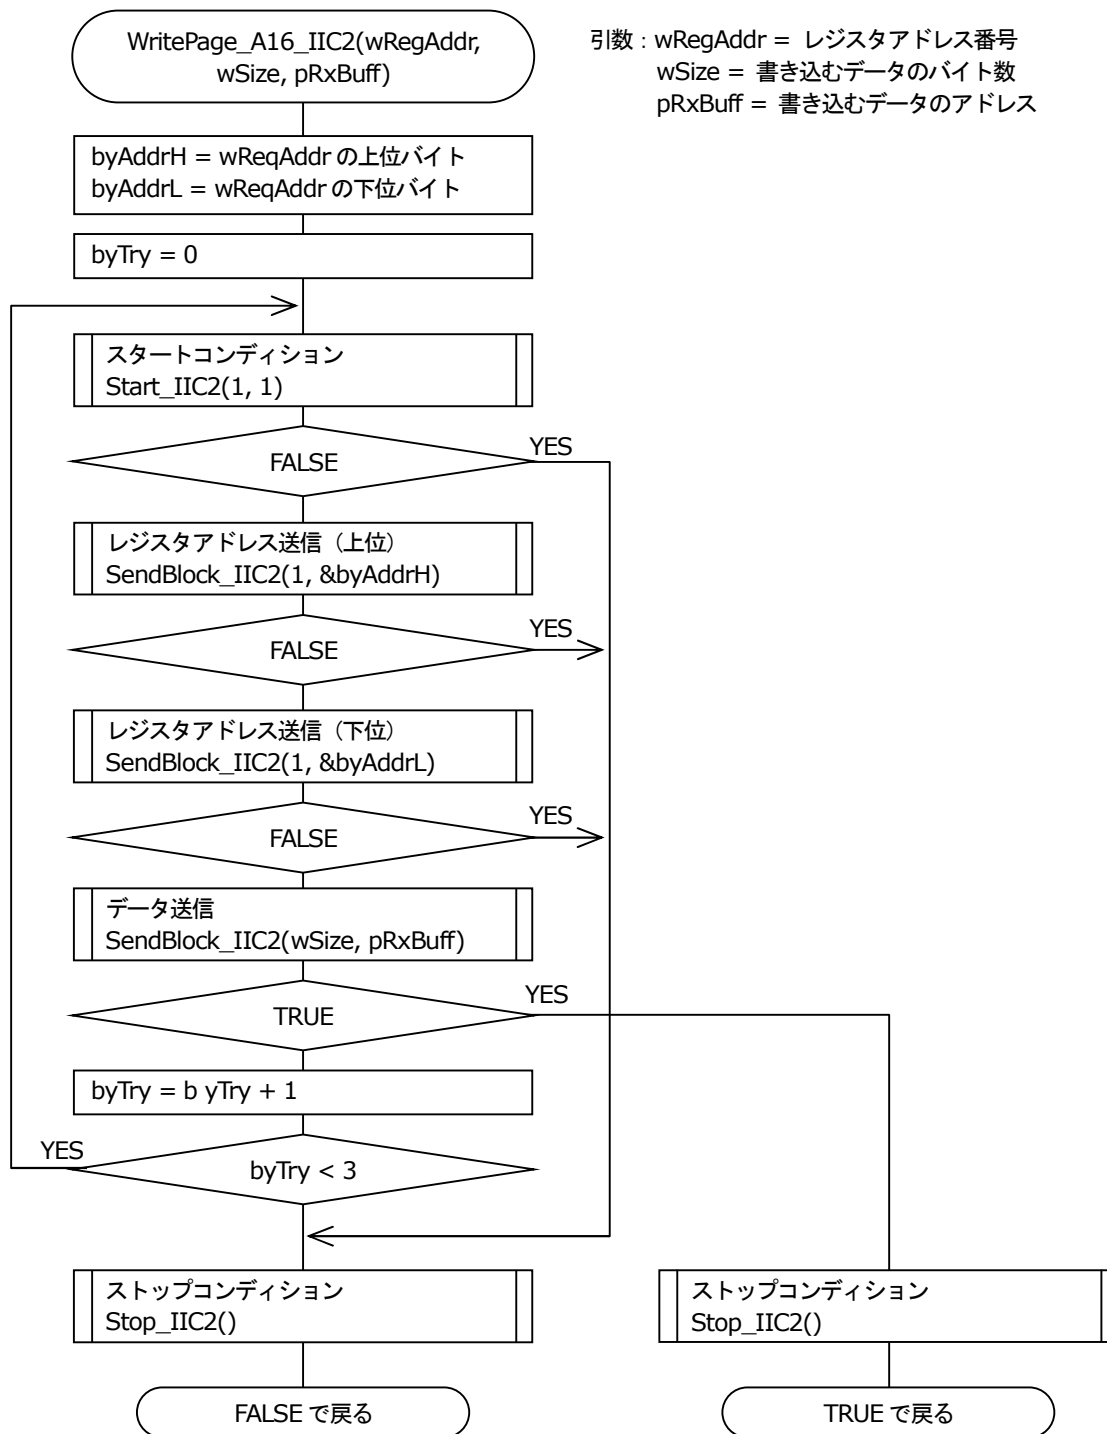 WritePage_A16_IIC2(wRegAddr,
wSize, pRxBuff)
引数：wRegAddr = レジスタアドレス番号
wSize = 書き込むデータのバイト数
pRxBuff = 書き込むデータのアドレス
byAddrH = wReqAddr の上位バイト
byAddrL = wReqAddr の下位バイト
byTry = 0
スタートコンディション
Start_IIC2(1, 1)
FALSE
YES
レジスタアドレス送信（上位）
SendBlock_IIC2(1, &byAddrH)
FALSE
YES
レジスタアドレス送信（下位）
SendBlock_IIC2(1, &byAddrL)
FALSE
YES
データ送信
SendBlock_IIC2(wSize, pRxBuff)
TRUE
YES
byTry = b yTry + 1
YES
byTry < 3
ストップコンディション
Stop_IIC2()
ストップコンディション
Stop_IIC2()
FALSE で戻る
TRUE で戻る